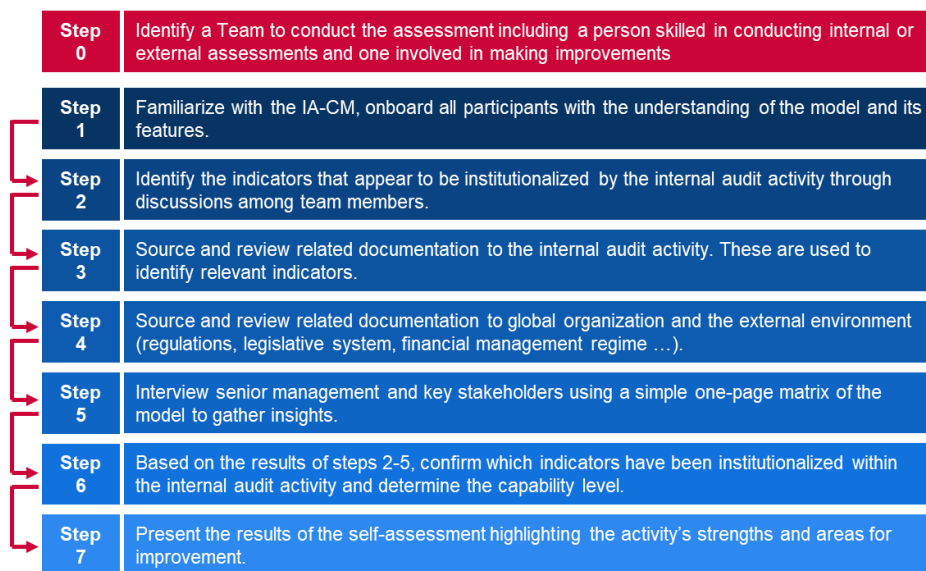 Step
0
Identify a Team to conduct the assessment including a person skilled in conducting internal or
external assessments and one involved in making improvements
Step
1
Familiarize with the IA-CM, onboard all participants with the understanding of the model and its
features.
Step
2
Identify the indicators that appear to be institutionalized by the internal audit activity through
discussions among team members.
Step
3
Source and review related documentation to the internal audit activity. These are used to
identify relevant indicators.
Step
4
Source and review related documentation to global organization and the external environment
(regulations, legislative system, financial management regime ...).
Step
5
Interview senior management and key stakeholders using a simple one-page matrix of the
model to gather insights.
Step
6
Based on the results of steps 2-5, confirm which indicators have been institutionalized within
the internal audit activity and determine the capability level.
Step
7
Present the results of the self-assessment highlighting the activity's strengths and areas for
improvement.